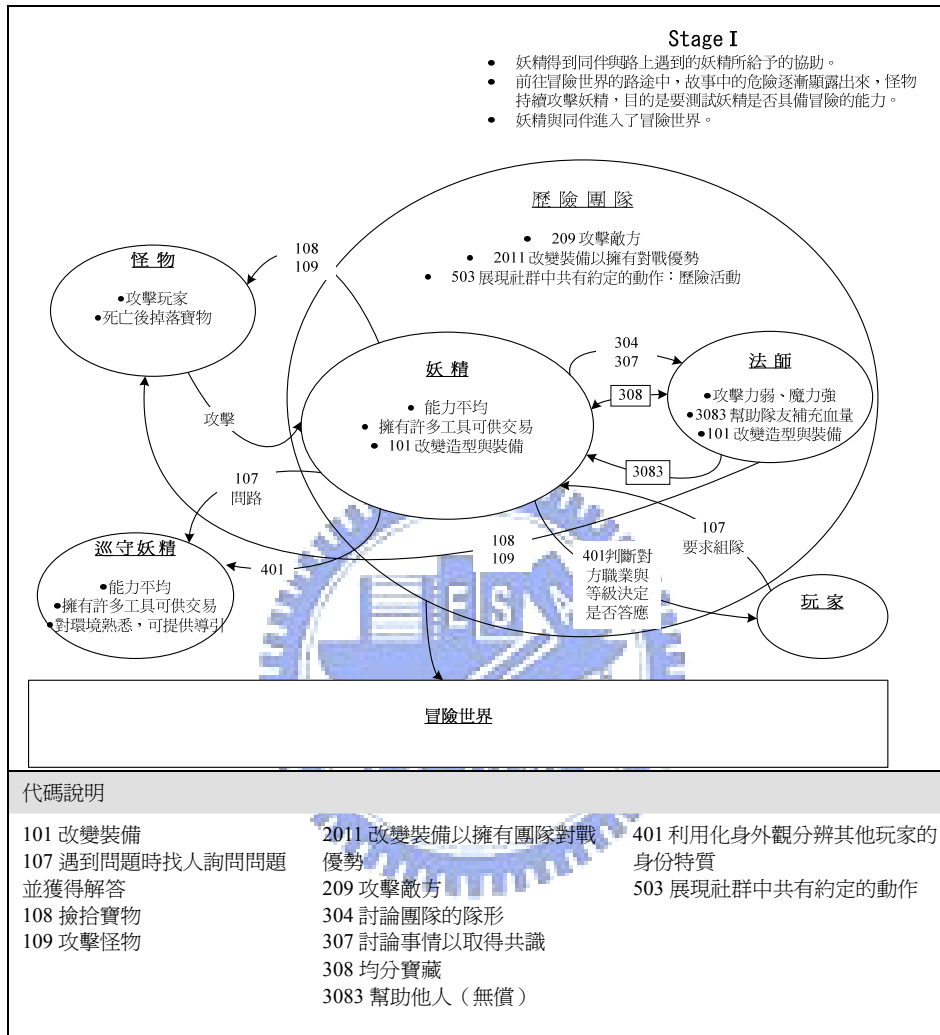 Stage I
• 妖精得到同伴與路上遇到的妖精所給予的協助。
• 前往冒險世界的路途中，故事中的危險逐漸顯露出來，怪物
持續攻擊妖精，目的是要測試妖精是否具備冒險的能力。
• 妖精與同伴進入了冒險世界。
歷險團隊
• 209 攻擊敵方
• 2011 改變裝備以擁有對戰優勢
• 503 展現社群中共有約定的動作：歷險活動
怪物
•攻擊玩家
•死亡後掉落寶物
108
109
妖精
• 能力平均
• 擁有許多工具可供交易
• 101 改變造型與裝備
304
307
308
3083
法師
•攻擊力弱、魔力強
•3083 幫助隊友補充血量
•101 改變造型與裝備
攻擊
107
問路
401
巡守妖精
•能力平均
•擁有許多工具可供交易
•對環境熟悉，可提供導引
108
109
401判斷對
方職業與
等級決定
是否答應
107
要求組隊
玩家
ES
冒險世界
代碼說明
101 改變裝備
107 遇到問題時找人詢問問題
並獲得解答
108 撿拾寶物
109 攻擊怪物
2011 改變裝備以擁有團隊對戰
優勢
209 攻擊敵方
304 討論團隊的隊形
307 討論事情以取得共識
308 均分寶藏
3083 幫助他人（無償）
401 利用化身外觀分辨其他玩家的
身份特質
503 展現社群中共有約定的動作